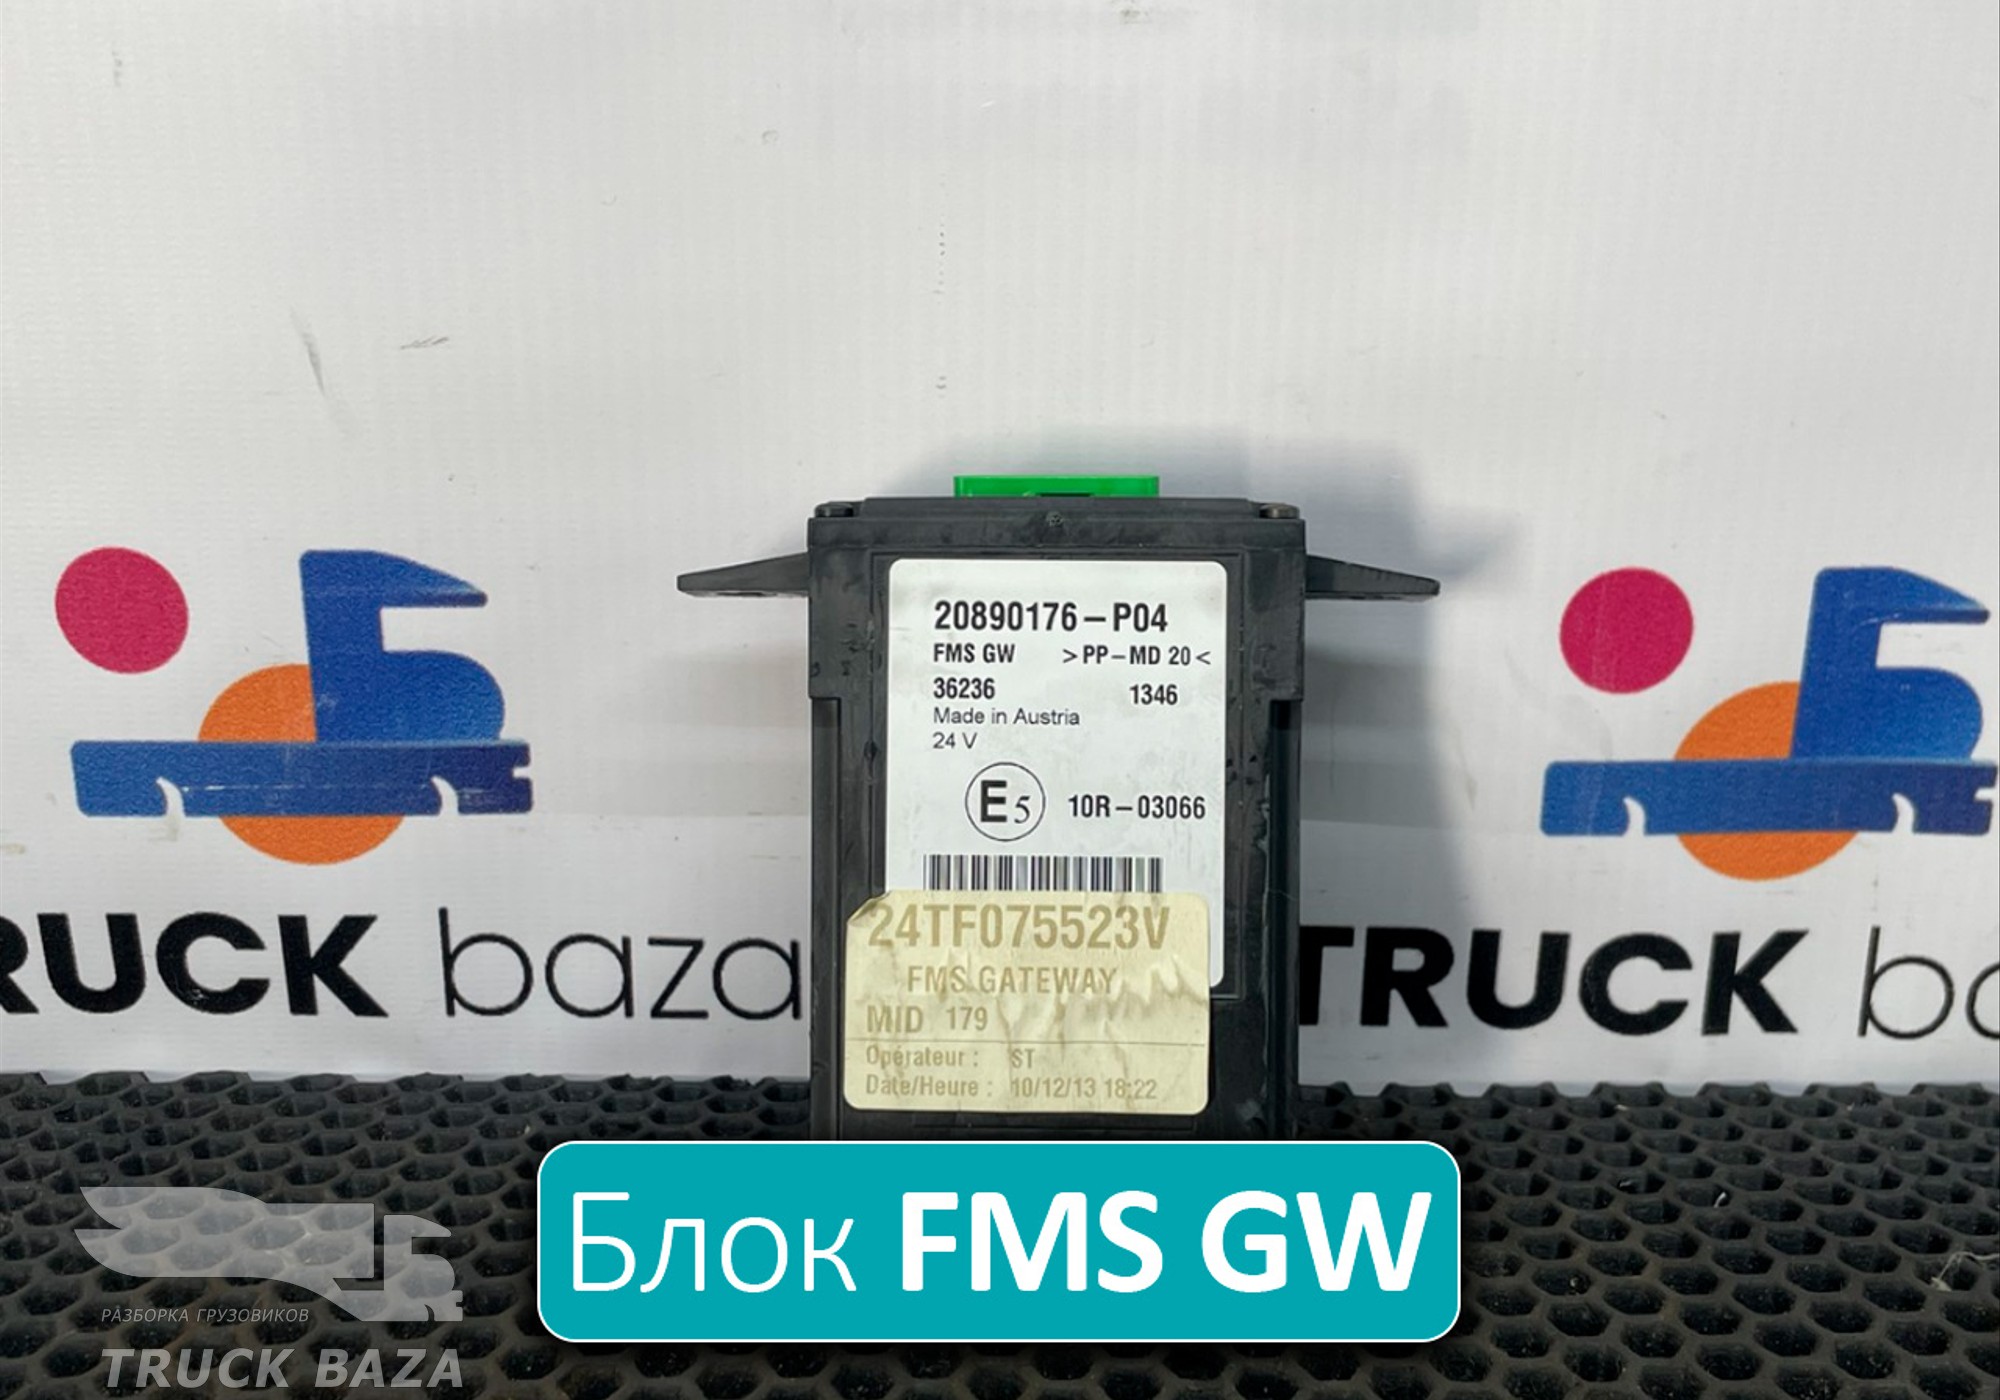 20890176-P04
FMS GW >PP-MD 20<
36236 1346
Made in Austria
24 V
E5 10R-03066
24TF075523V
FMS GATEWAY
MID 179
Opérateur : ST
Date/Heure : 10/12/13 18:22
RUCK baza
TRUCK ba
Блок FMS GW
РАЗБОРКА ГРУЗОВИКОВ
TRUCK BAZA